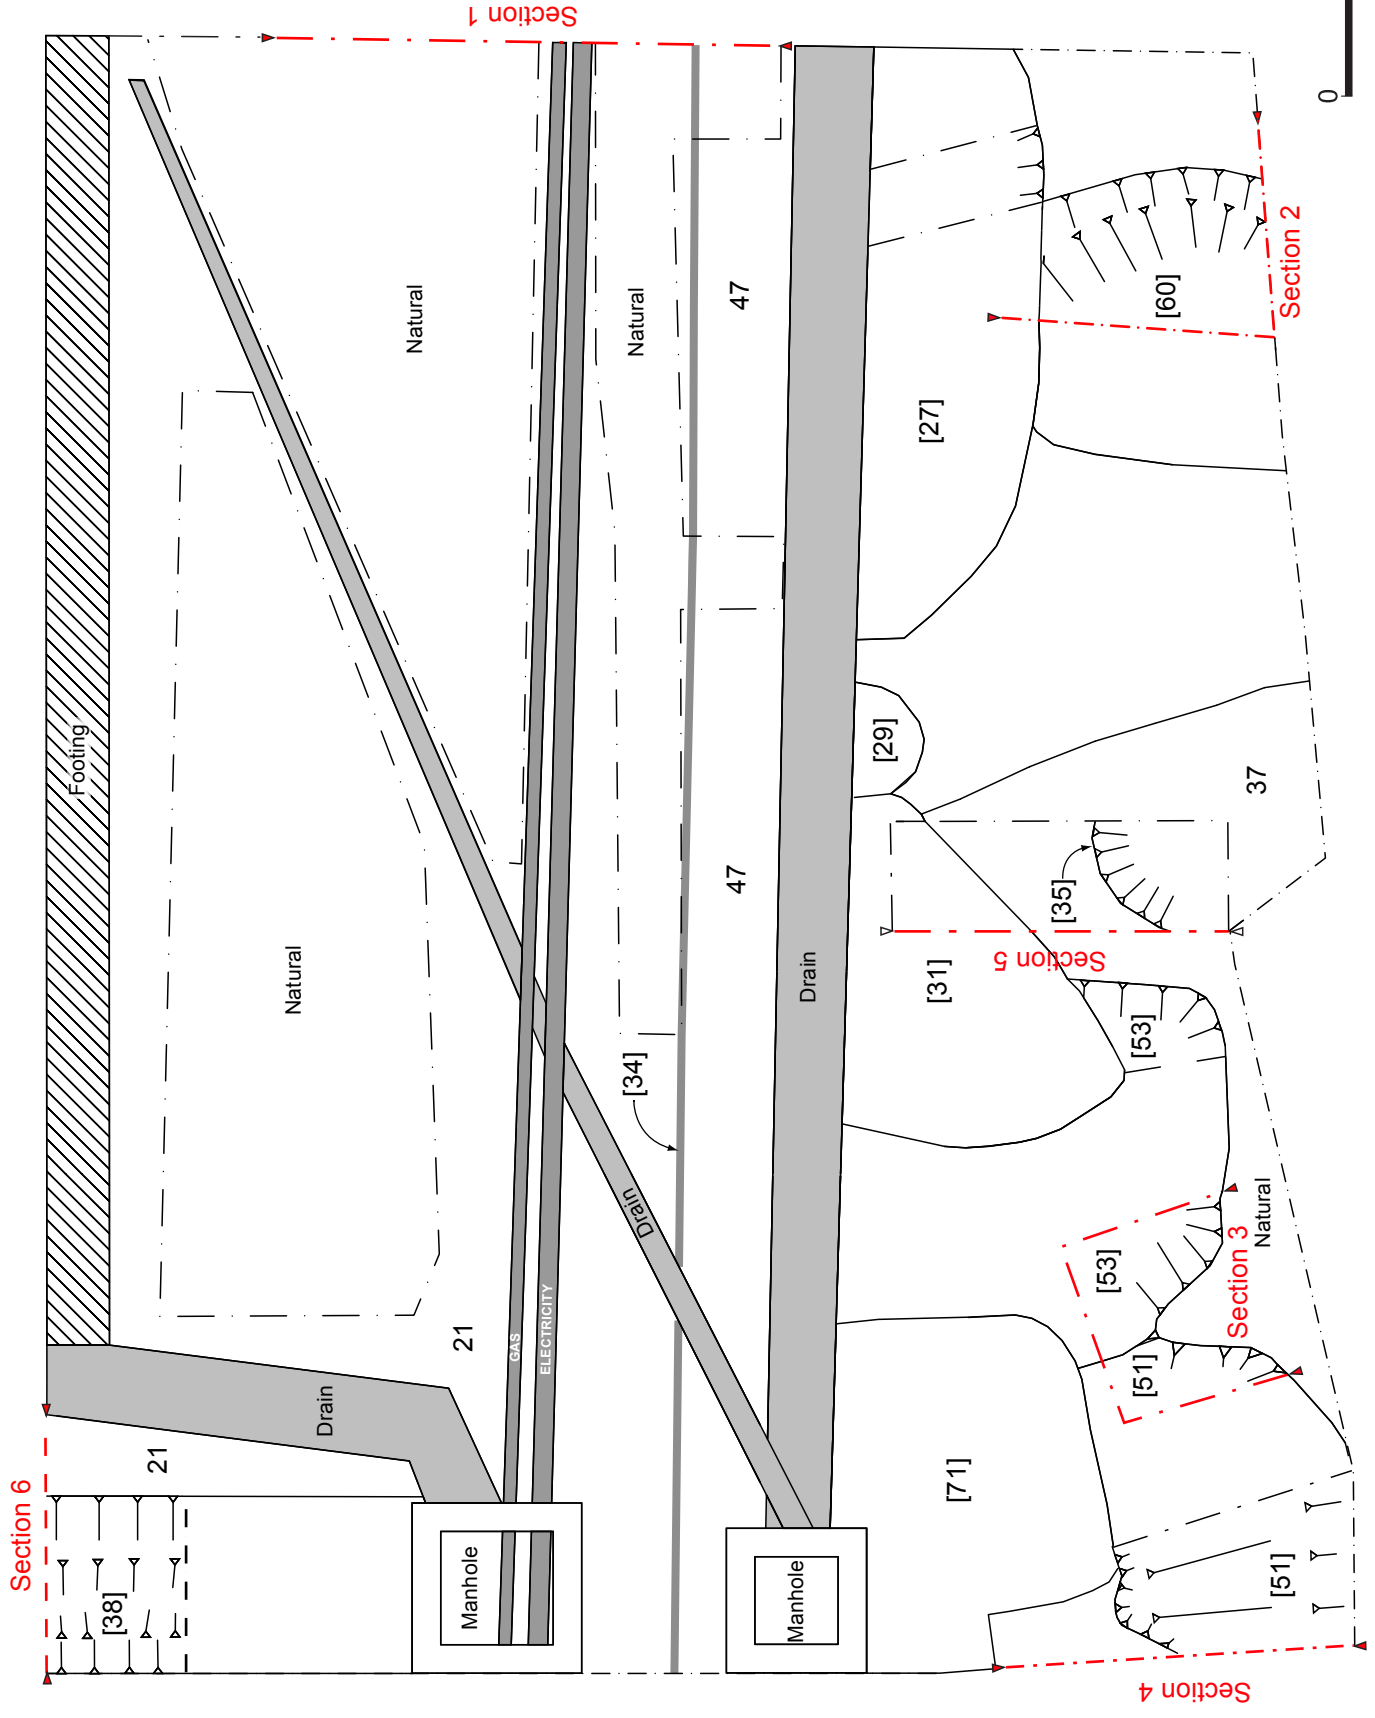 Section 1
0
Footing
Natural
Natural
47
Section 2
[60]
[27]
[29]
37
[35]
47
Natural
Drain
[31]
Section 5
[53]
[34]
Drain
Natural
Section 3
[53]
[51]
21
GAS
ELECTRICITY
Drain
21
[71]
Section 6
[38]
Manhole
Manhole
[51]
Section 4